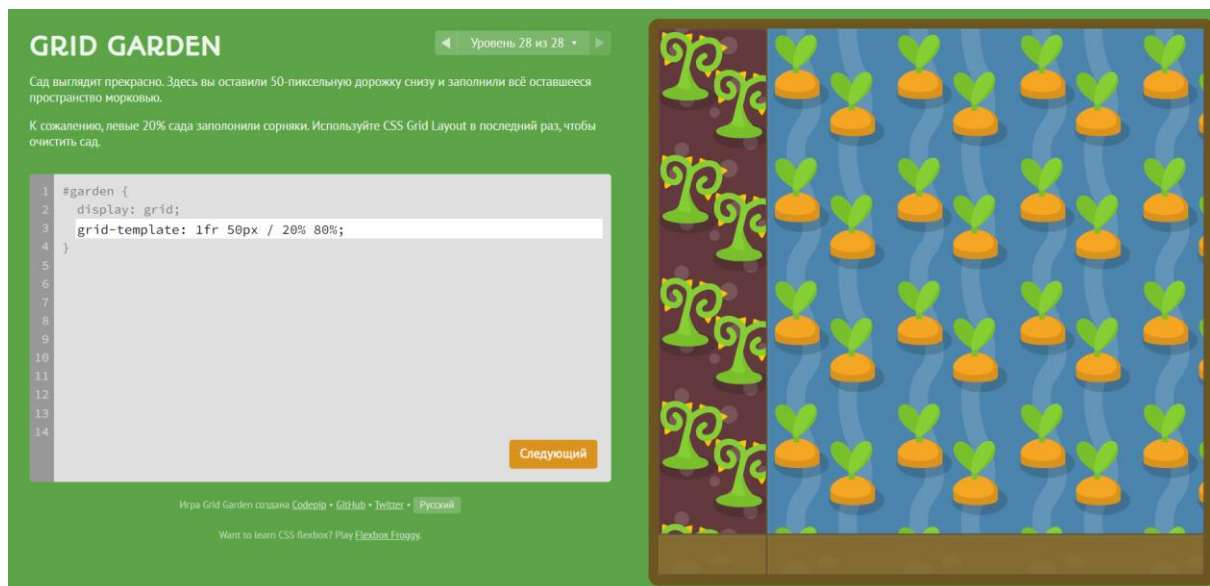 GRID GARDEN
◀ Уровень 28 из 28 ▾ ▶
Сад выглядит прекрасно. Здесь вы оставили 50-пиксельную дорожку снизу и заполнили всё оставшееся
пространство морковью.
К сожалению, левые 20% сада заполонили сорняки. Используйте CSS Grid Layout в последний раз, чтобы
очистить сад.
1 #garden {
2 display: grid;
3 grid-template: 1fr 50px / 20% 80%;
4 }
5
6
7
8
9
10
11
12
13
14
Следующий
Игра Grid Garden создана Codepip • GitHub • Twitter • Русский
Want to learn CSS flexbox? Play Flexbox Froggy.